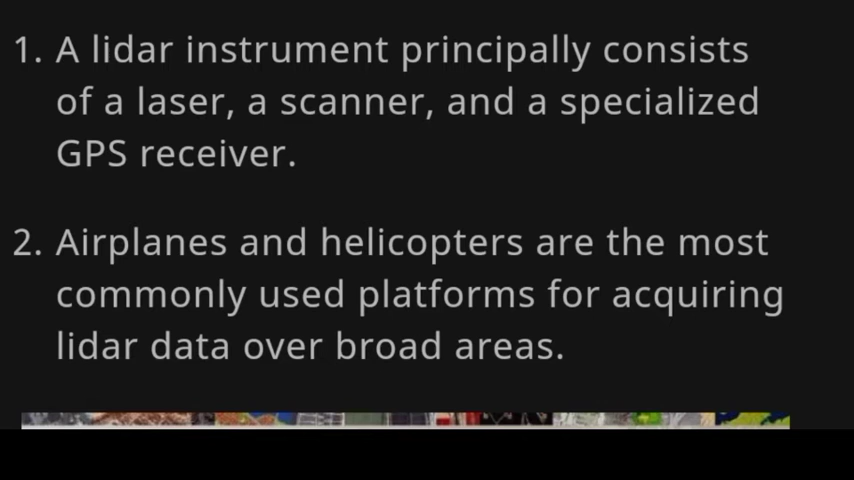 1. A lidar instrument principally consists
of a laser, a scanner, and a specialized
GPS receiver.
2. Airplanes and helicopters are the most
commonly used platforms for acquiring
lidar data over broad areas.